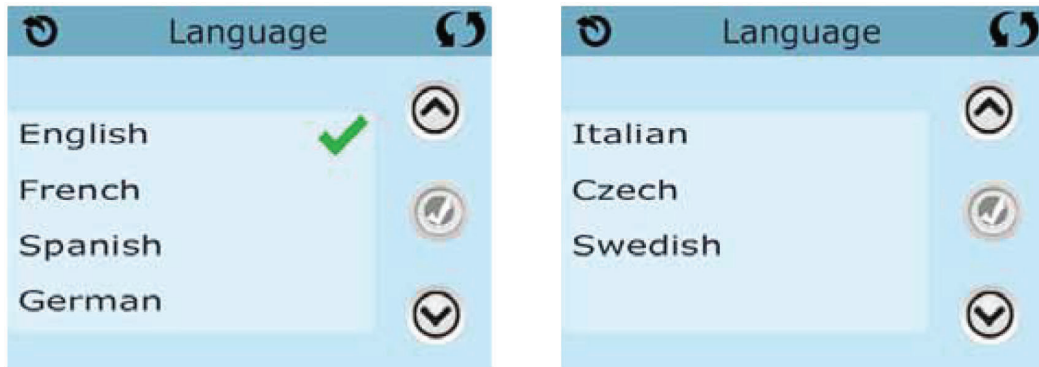 Language
English
French
Spanish
German
Language
Italian
Czech
Swedish